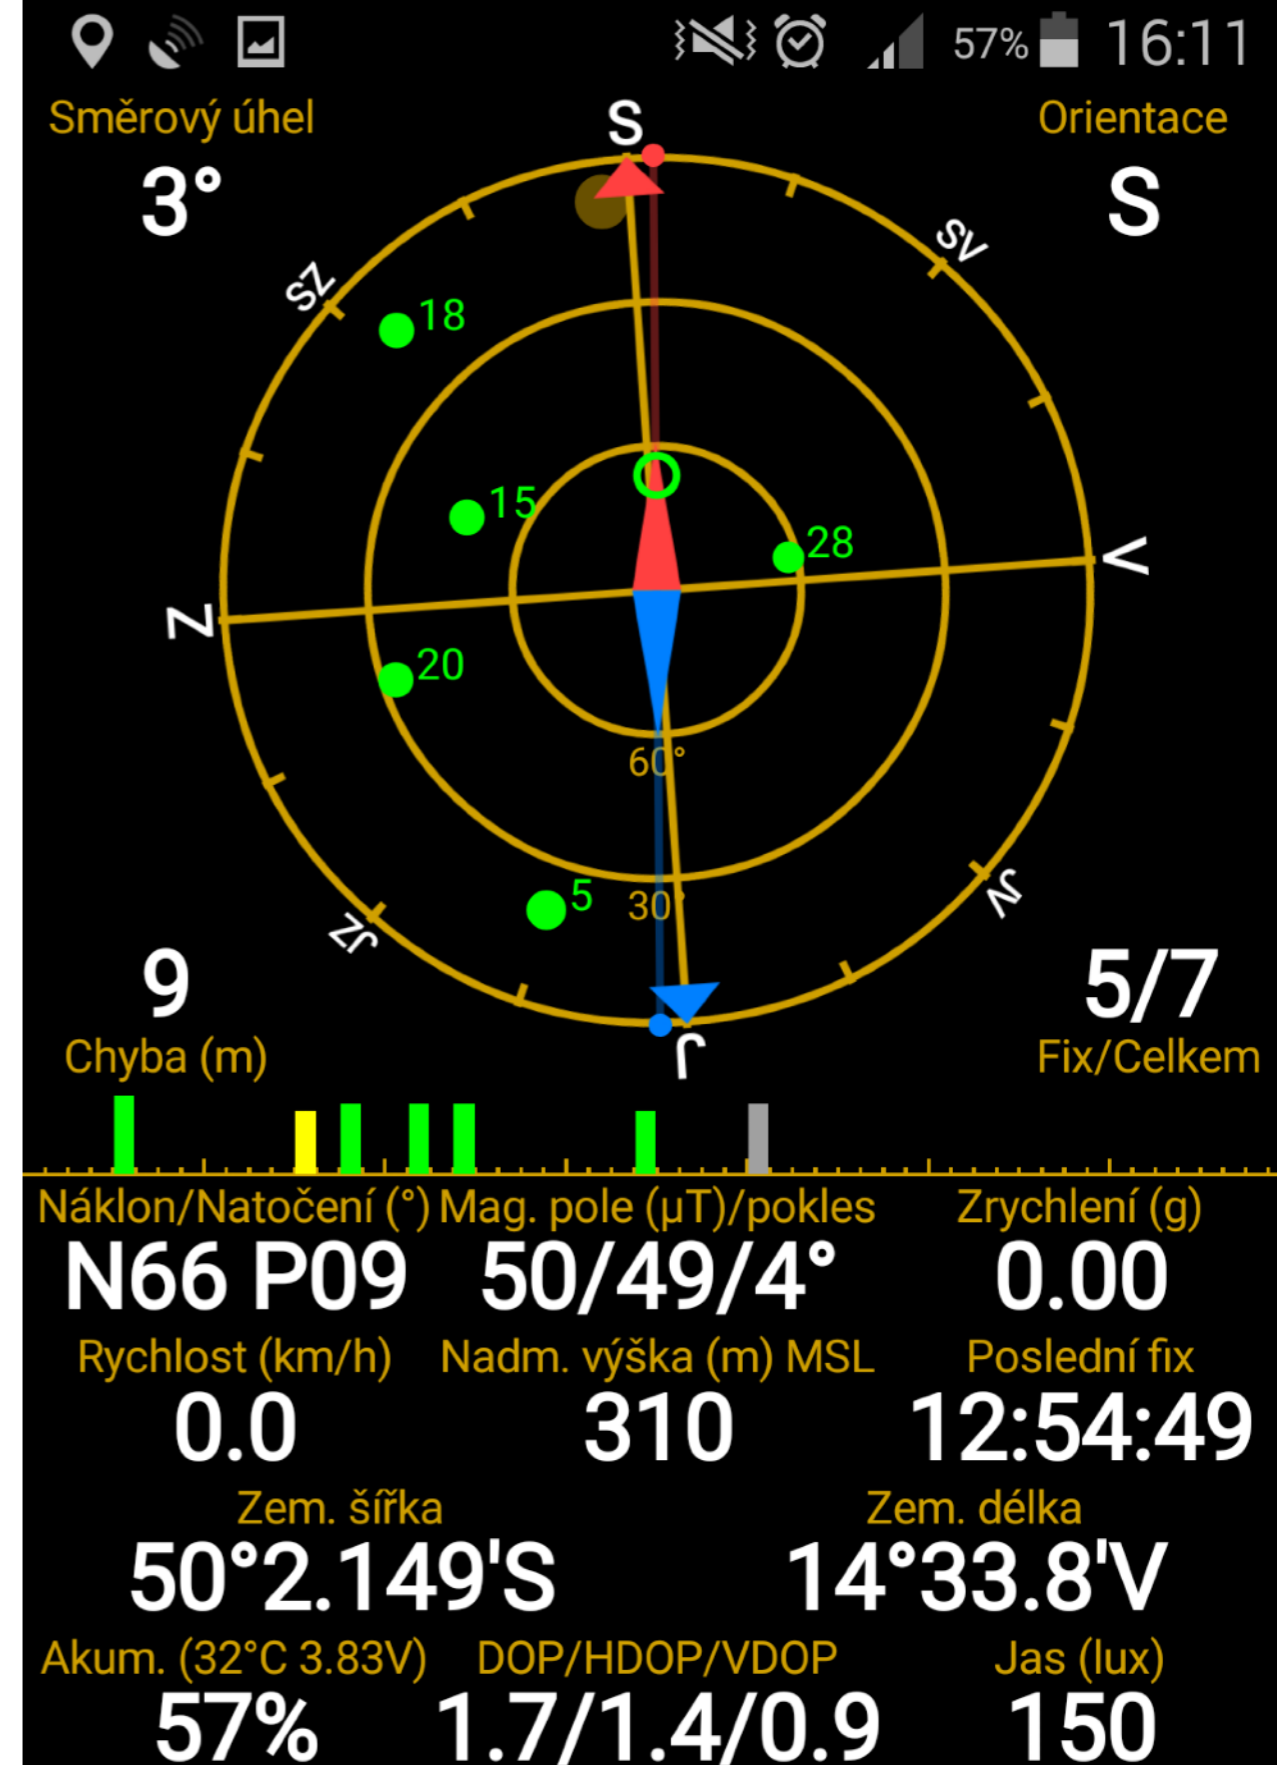 57% 16:11
Směrový úhel
Orientace
3°
S
S
SV
SZ
18
15
28
V
Z
20
60°
5
30°
JV
JZ
J
9
5/7
Chyba (m)
Fix/Celkem
Náklon/Natočení (°) Mag. pole (µT)/pokles Zrychlení (g)
N66 P09 50/49/4° 0.00
Rychlost (km/h) Nadm. výška (m) MSL Poslední fix
0.0 310 12:54:49
Zem. šířka Zem. délka
50°2.149'S 14°33.8'V
Akum. (32°C 3.83V) DOP/HDOP/VDOP Jas (lux)
57% 1.7/1.4/0.9 150